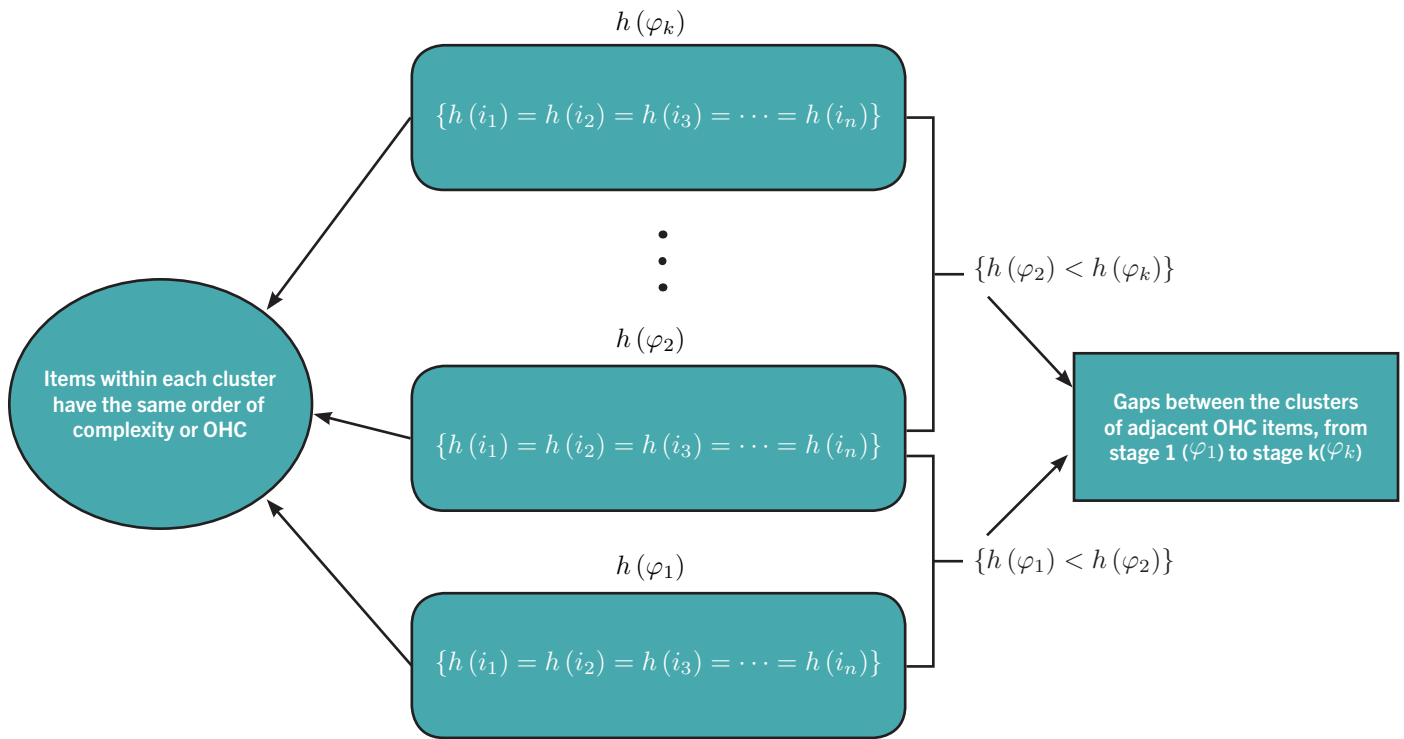 h (φk)
{h (i1) = h (i2) = h (i3) = ··· = h (in)}
{h (φ2) < h (φk)}
h (φ2)
Items within each cluster
have the same order of
complexity or OHC
{h (i1) = h (i2) = h (i3) = ··· = h (in)}
Gaps between the clusters
of adjacent OHC items, from
stage 1 (φ1) to stage k(φk)
h (φ1)
{h (φ1) < h (φ2)}
{h (i1) = h (i2) = h (i3) = ··· = h (in)}